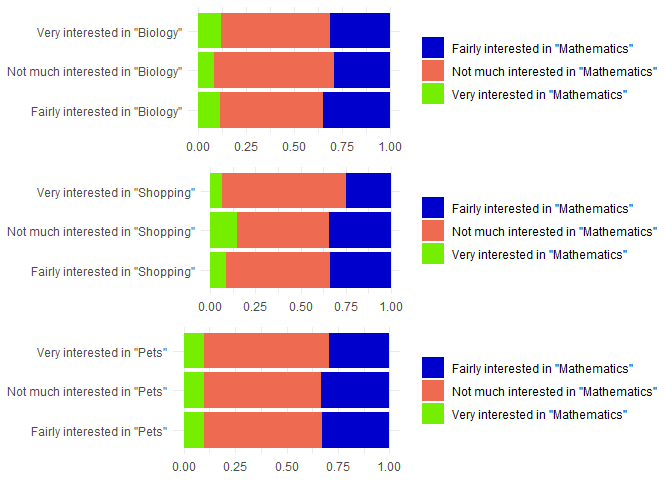 Very interested in "Biology"
Not much interested in "Biology"
Fairly interested in "Biology"
0.00 0.25 0.50 0.75 1.00
Fairly interested in "Mathematics"
Not much interested in "Mathematics"
Very interested in "Mathematics"
Very interested in "Shopping"
Not much interested in "Shopping"
Fairly interested in "Shopping"
0.00 0.25 0.50 0.75 1.00
Fairly interested in "Mathematics"
Not much interested in "Mathematics"
Very interested in "Mathematics"
Very interested in "Pets"
Not much interested in "Pets"
Fairly interested in "Pets"
0.00 0.25 0.50 0.75 1.00
Fairly interested in "Mathematics"
Not much interested in "Mathematics"
Very interested in "Mathematics"